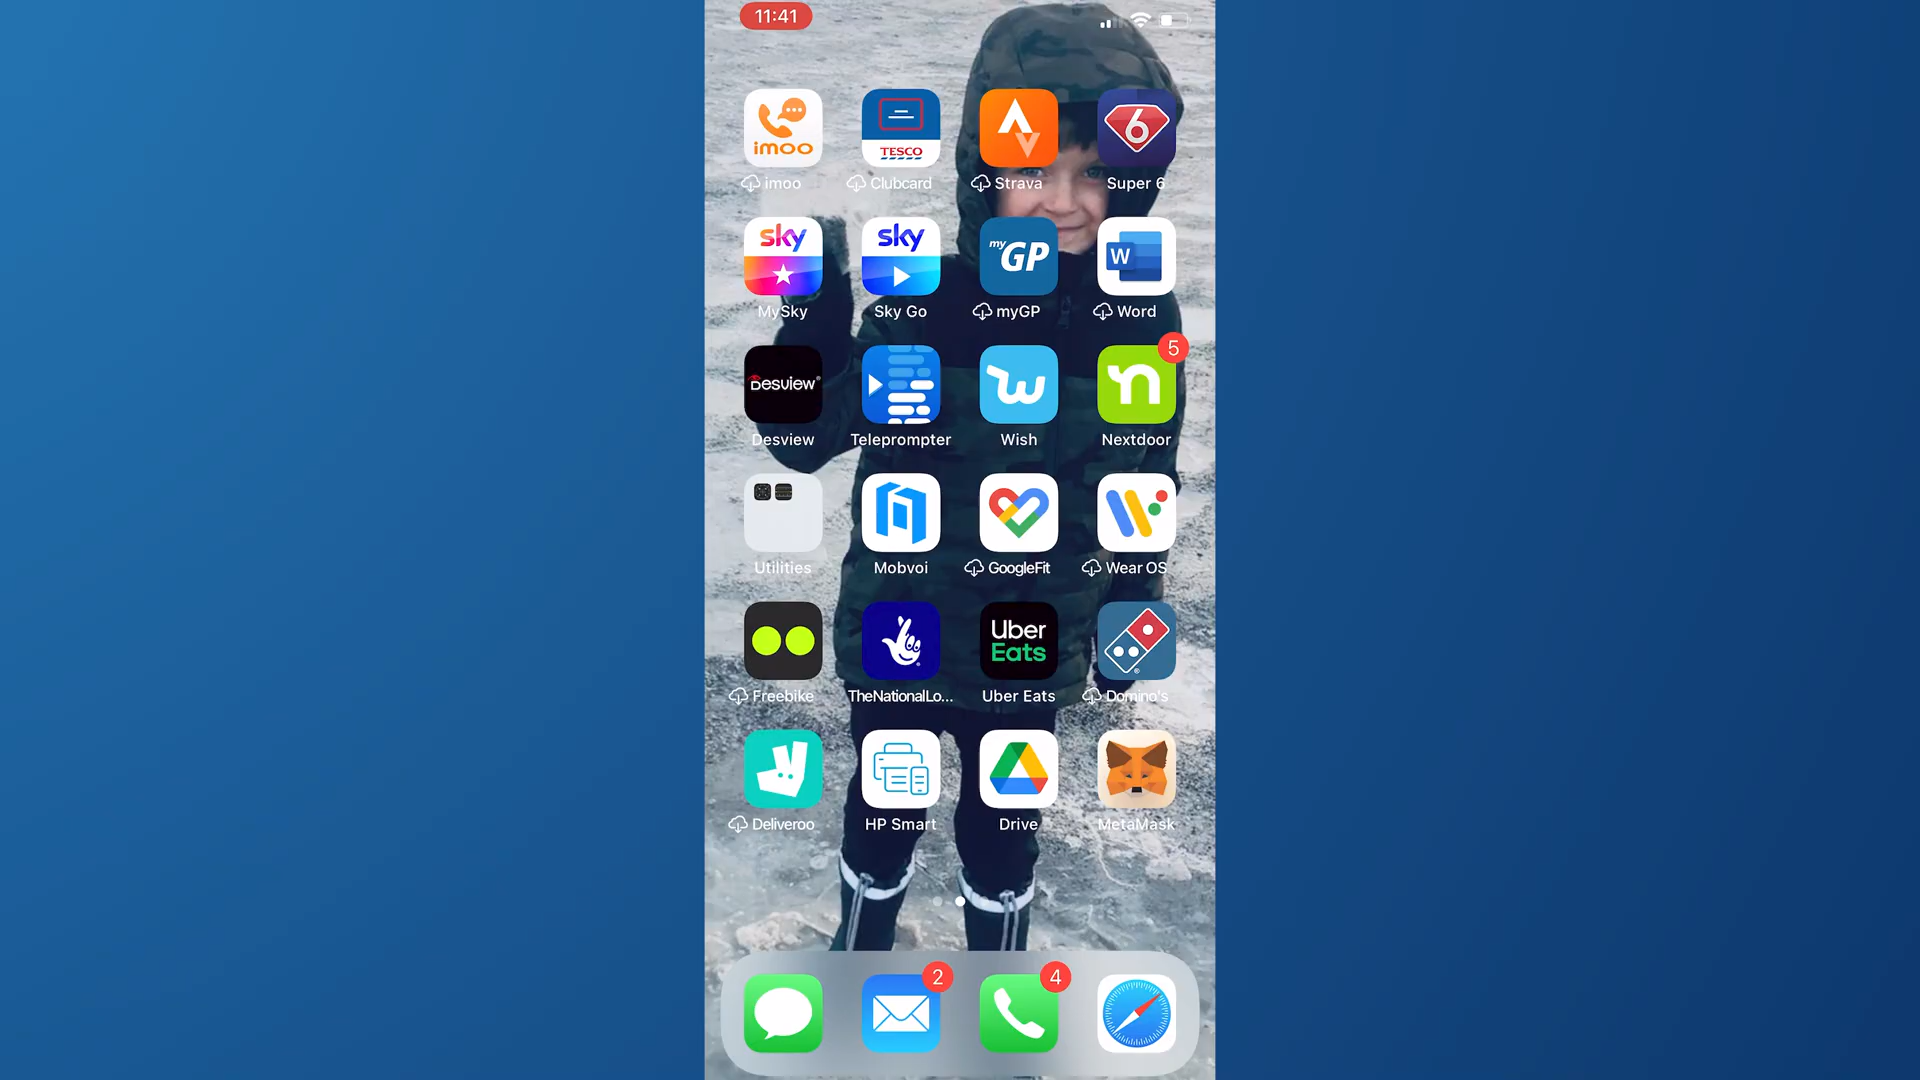 11:41
imoo
TESCO
6
imoo
Clubcard
Strava
Super 6
sky
sky
my GP
W
MySky
Sky Go
myGP
Word
Desview®
w
n
5
Desview
Teleprompter
Wish
Nextdoor
Utilities
Mobvoi
GoogleFit
Wear OS
Uber
Eats
Freebike
TheNationalLo...
Uber Eats
Domino's
Deliveroo
HP Smart
Drive
MetaMask
2
4